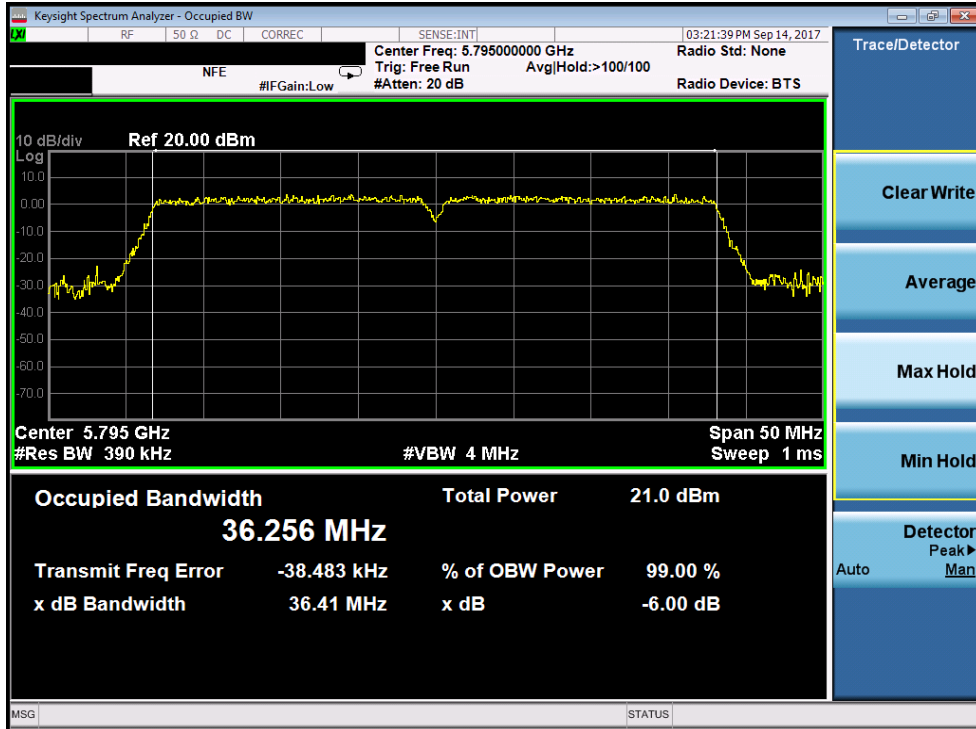 Keysight Spectrum Analyzer - Occupied BW
LXI RF 50 Ω DC CORREC SENSE:INT 03:21:39 PM Sep 14, 2017
Center Freq: 5.795000000 GHz Radio Std: None
NFE Trig: Free Run Avg|Hold:>100/100
#IFGain:Low #Atten: 20 dB Radio Device: BTS
10 dB/div Ref 20.00 dBm
Log
10.0
0.00
-10.0
-20.0
-30.0
-40.0
-50.0
-60.0
-70.0
Center 5.795 GHz Span 50 MHz
#Res BW 390 kHz #VBW 4 MHz Sweep 1 ms
Occupied Bandwidth Total Power 21.0 dBm
36.256 MHz
Transmit Freq Error -38.483 kHz % of OBW Power 99.00 %
x dB Bandwidth 36.41 MHz x dB -6.00 dB
MSG STATUS
Trace/Detector
Clear Write
Average
Max Hold
Min Hold
Detector
Peak
Auto Man